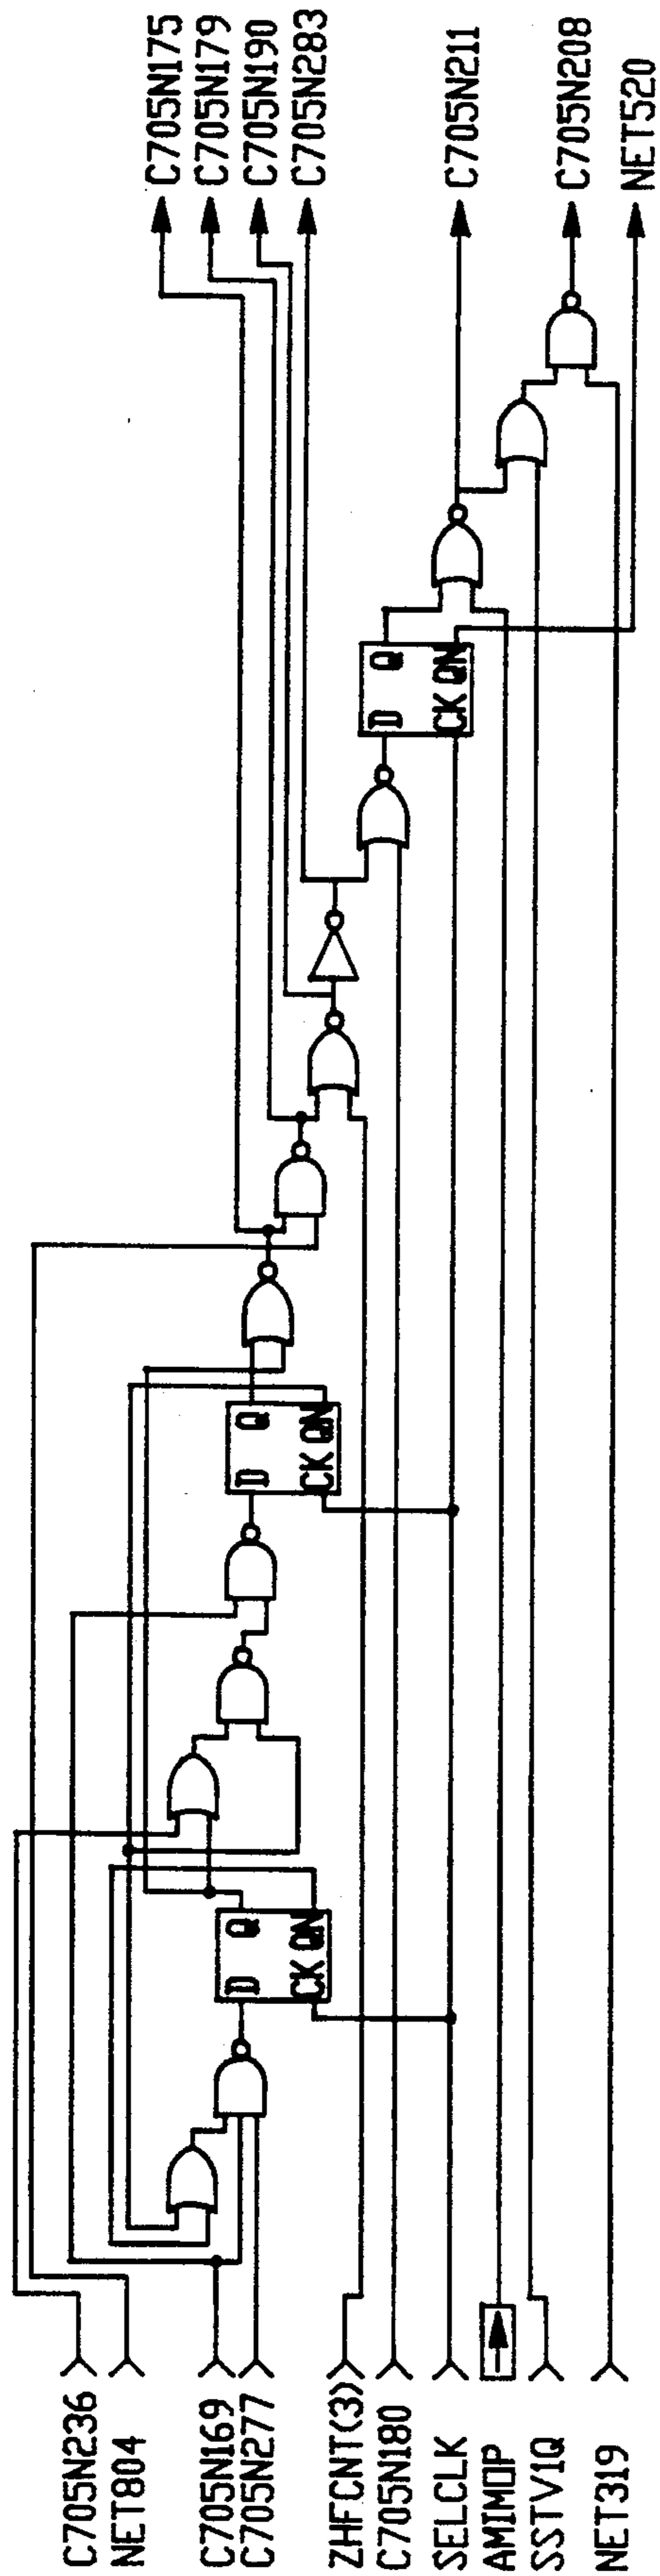 C705N236
NET804
C705N169
C705N277
ZHFCNT(3)
C705N180
SELCLK
AMIMOP
SSTV1Q
NET319
D Q
CK QN
D Q
CK QN
D Q
CK QN
C705N175
C705N179
C705N190
C705N283
C705N211
C705N208
NET520